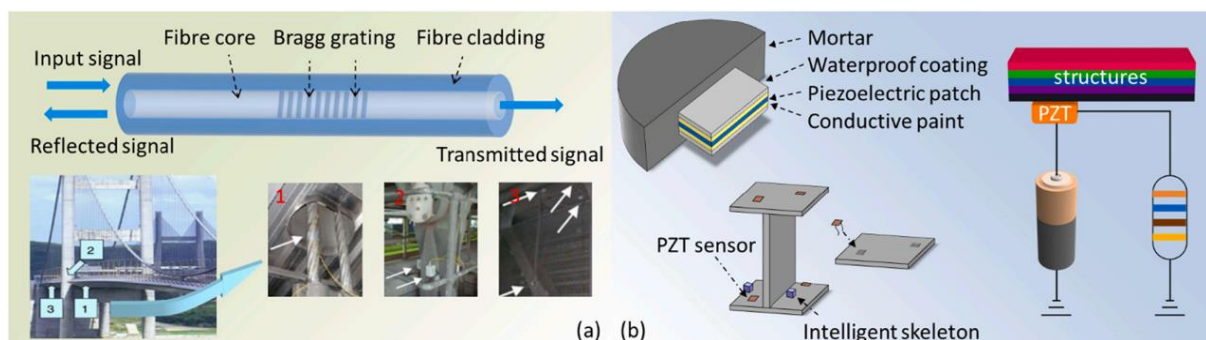 Fibre core
Bragg grating
Fibre cladding
Input signal
Reflected signal
Transmitted signal
1
2
3
2
3
1
(a)
(b)
Mortar
Waterproof coating
Piezoelectric patch
Conductive paint
structures
PZT
PZT sensor
Intelligent skeleton